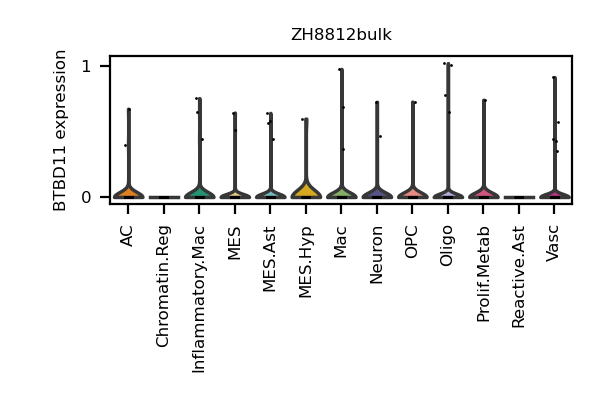 ZH8812bulk
BTBD11 expression
1
0
AC
Chromatin.Reg
Inflammatory.Mac
MES
MES.Ast
MES.Hyp
Mac
Neuron
OPC
Oligo
Prolif.Metab
Reactive.Ast
Vasc